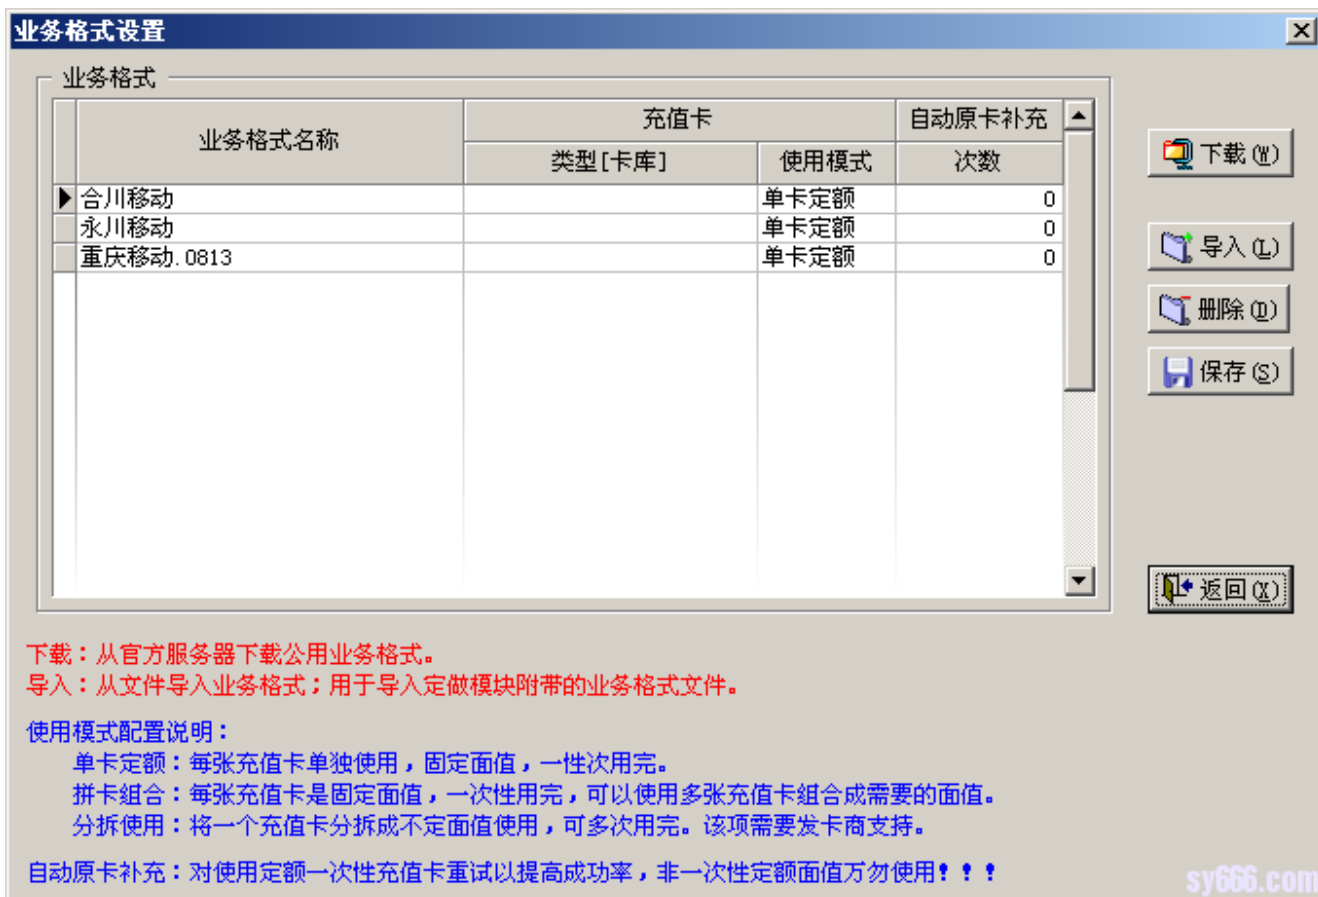 业务格式设置
业务格式
业务格式名称
充值卡
自动原卡补充
类型[卡库]
使用模式
次数
合川移动 单卡定额 0
永川移动 单卡定额 0
重庆移动.0813 单卡定额 0
下载(W)
导入(L)
删除(D)
保存(S)
返回(X)
下载：从官方服务器下载公用业务格式。
导入：从文件导入业务格式；用于导入定做模块附带的业务格式文件。
使用模式配置说明：
单卡定额：每张充值卡单独使用，固定面值，一性次用完。
拼卡组合：每张充值卡是固定面值，一次性用完，可以使用多张充值卡组合成需要的面值。
分拆使用：将一个充值卡分拆成不定面值使用，可多次用完。该项需要发卡商支持。
自动原卡补充：对使用定额一次性充值卡重试以提高成功率，非一次性定额面值万勿使用！！！
sy666.com